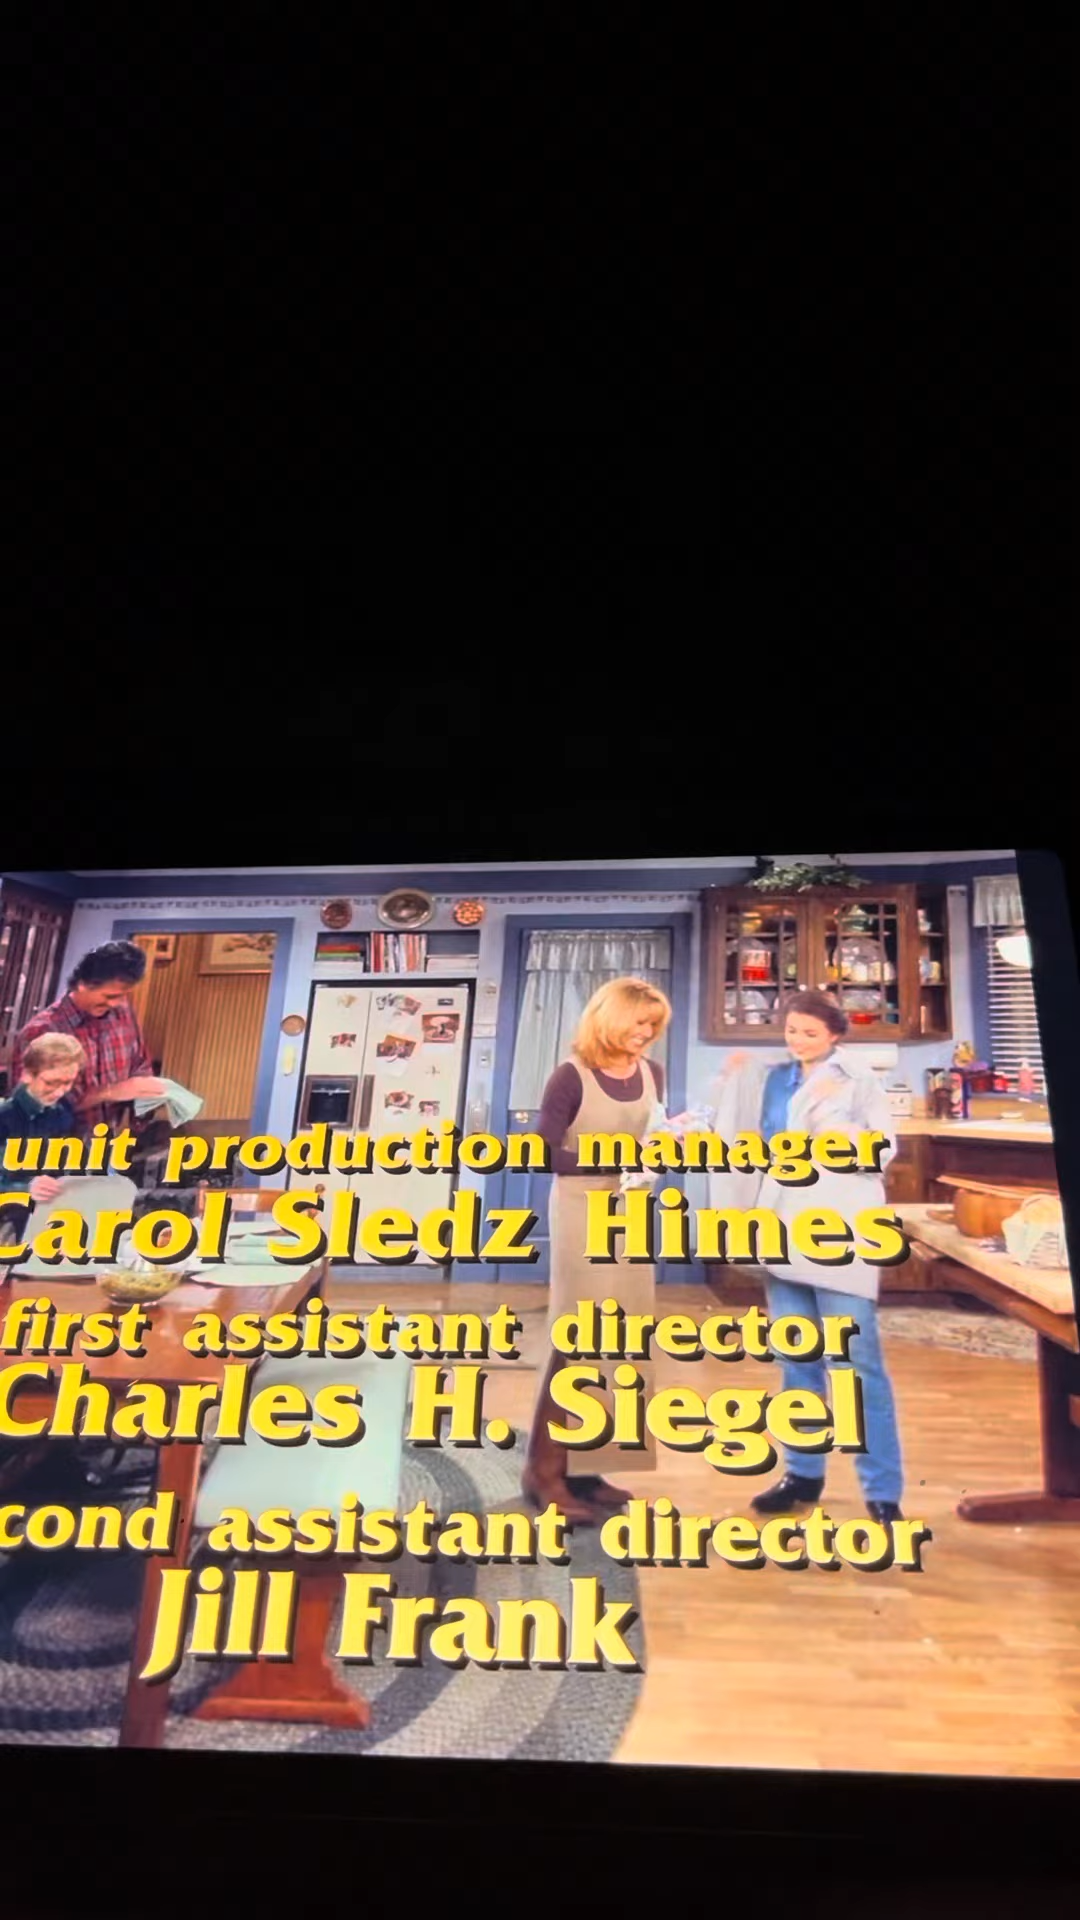 unit production manager
Carol Sledz Himes
first assistant director
Charles H. Siegel
cond assistant director
Jill Frank